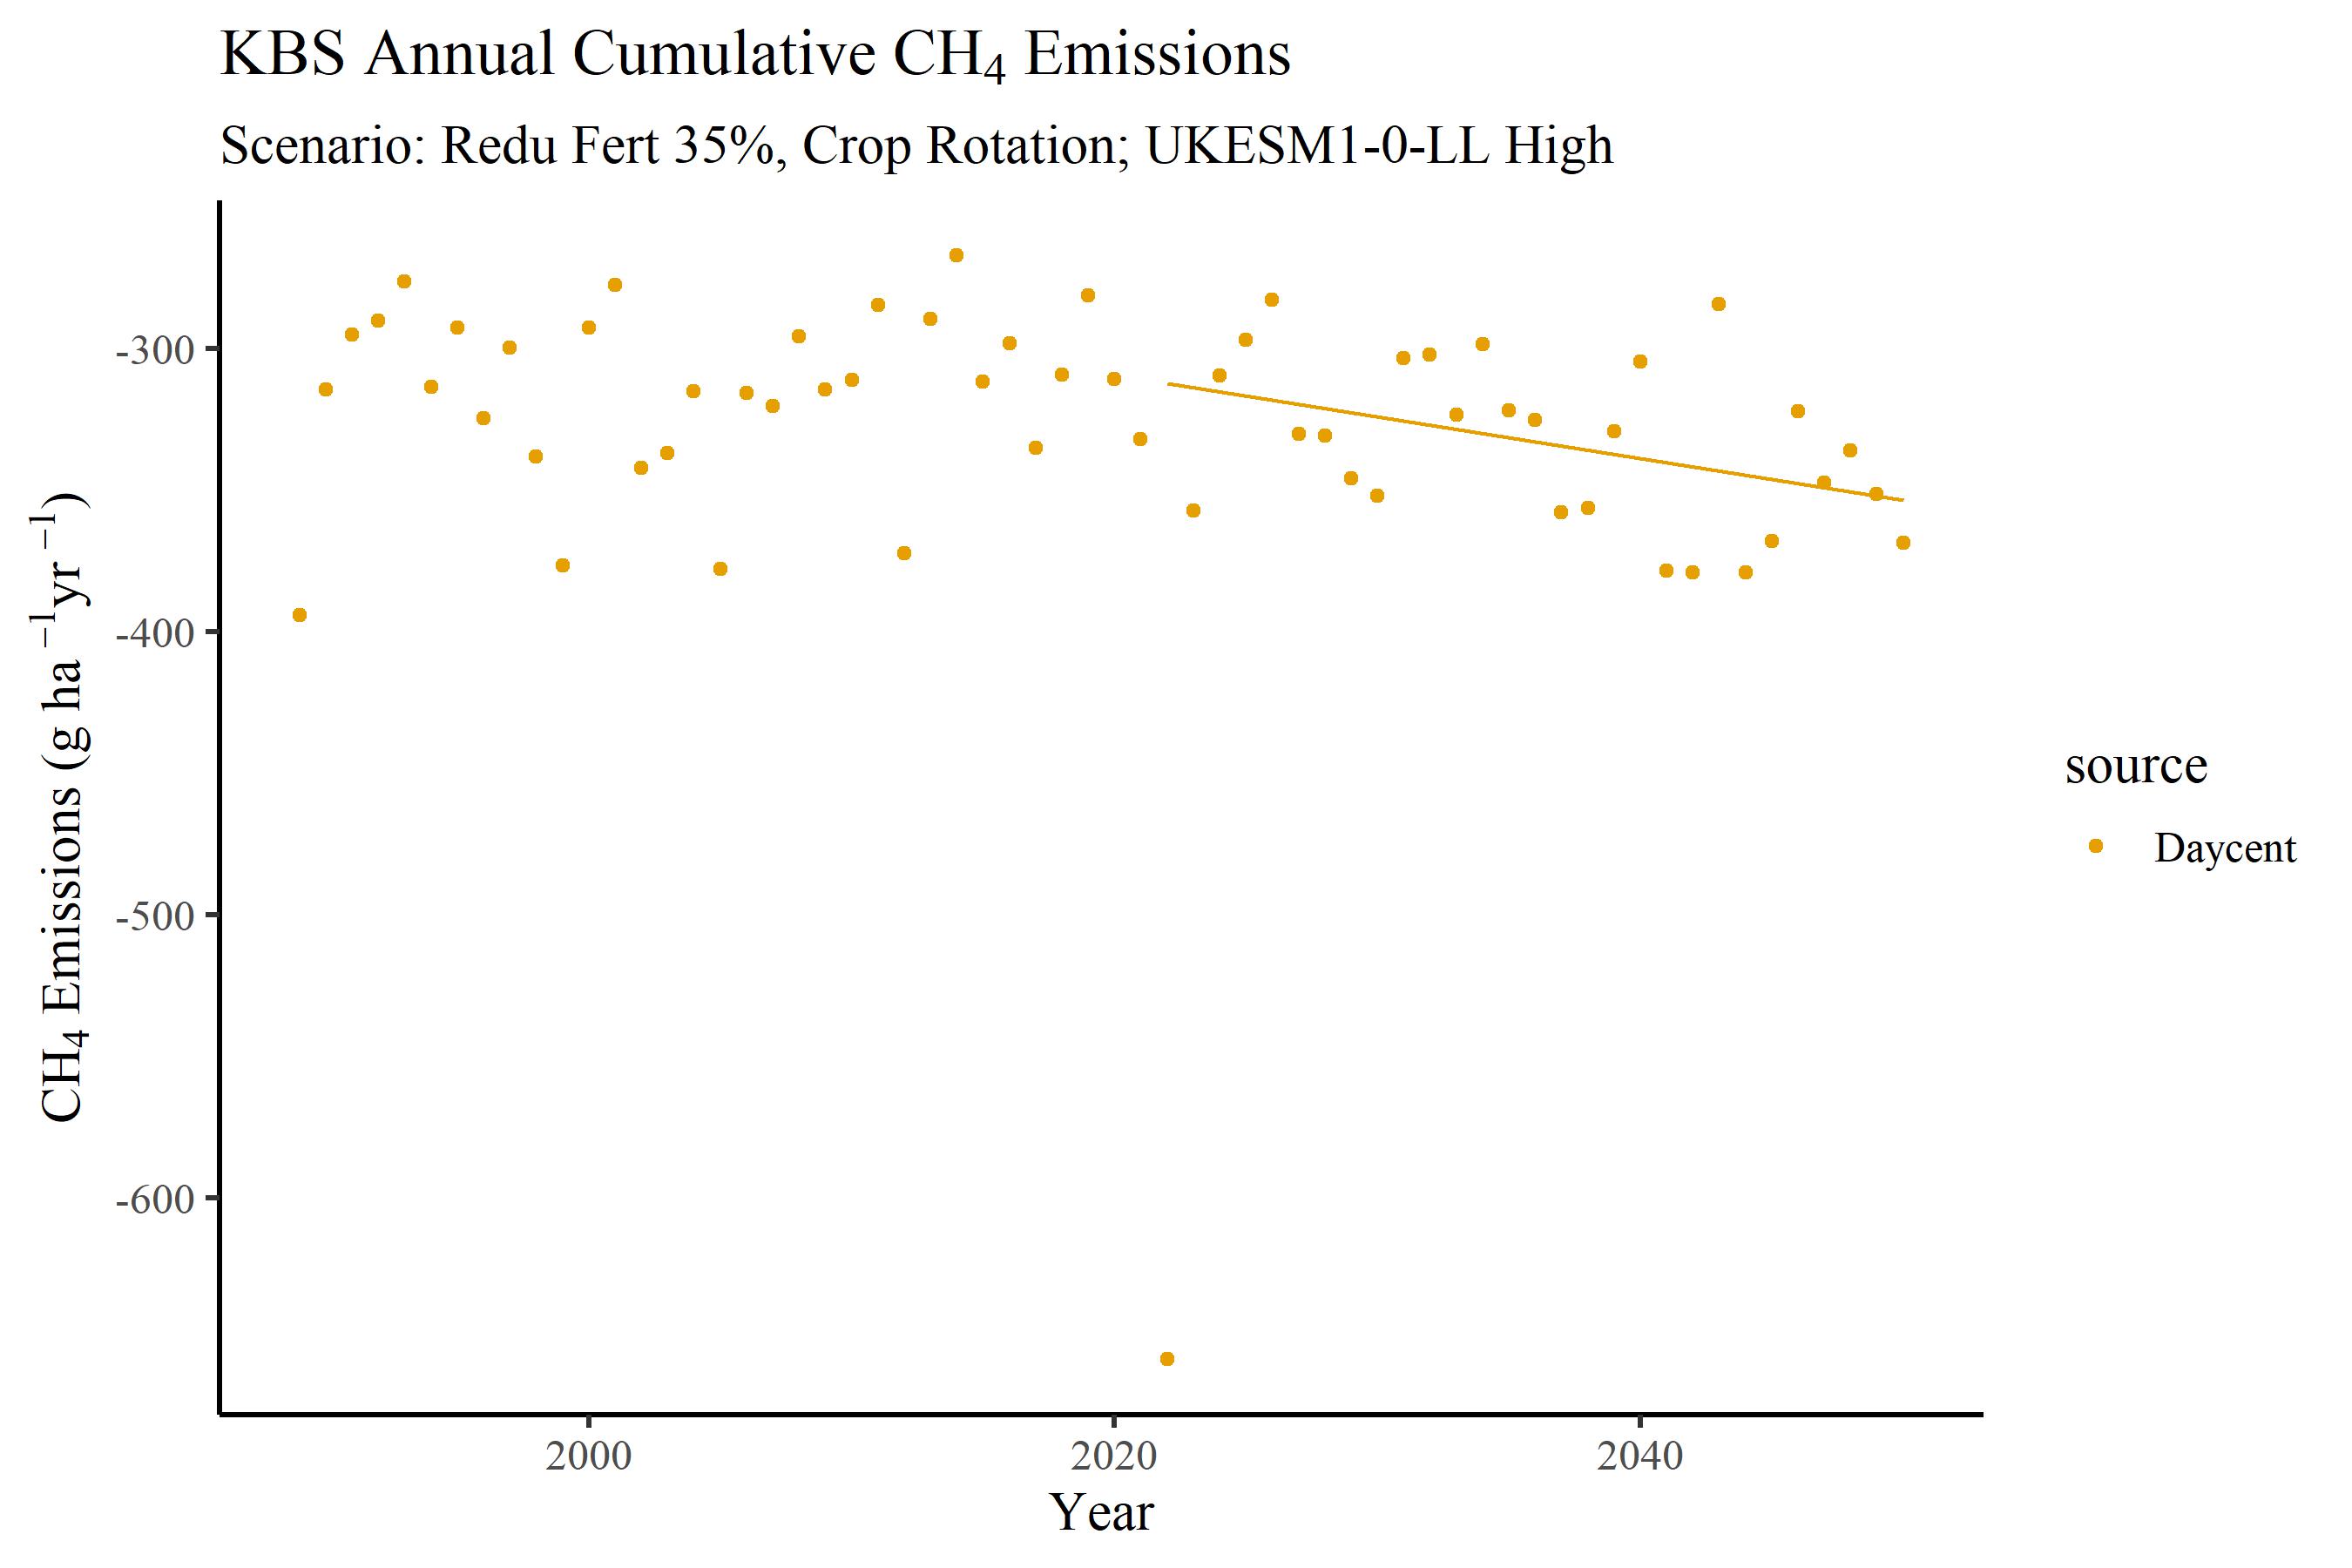 KBS Annual Cumulative CH₄ Emissions
Scenario: Redu Fert 35%, Crop Rotation; UKESM1-0-LL High
CH₄ Emissions (g ha⁻¹yr⁻¹)
-300
-400
-500
-600
2000
2020
2040
Year
source
Daycent